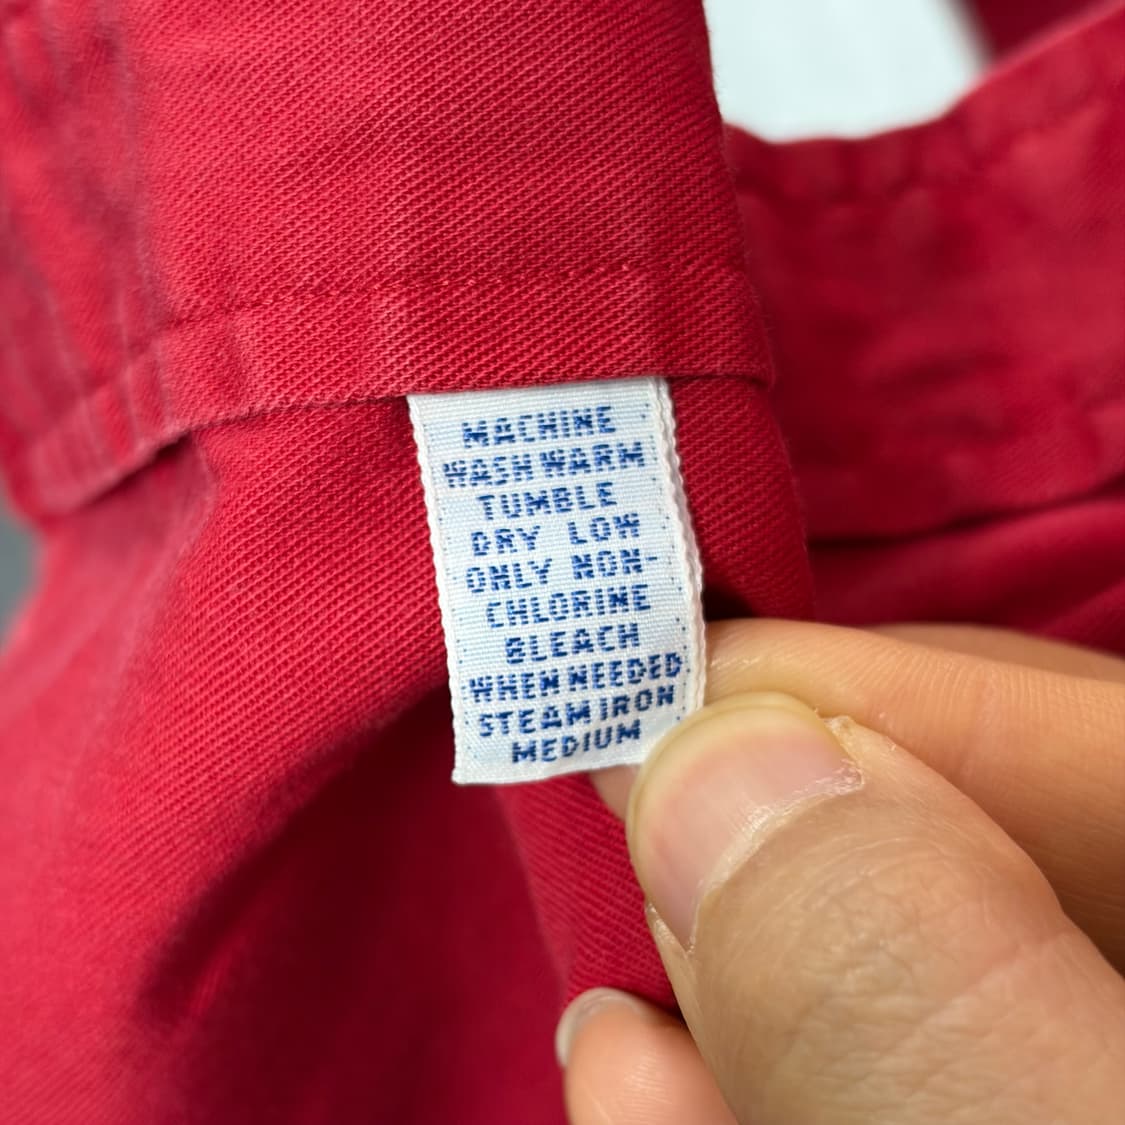 MACHINE
WASH WARM
TUMBLE
DRY LOW
ONLY NON-
CHLORINE
BLEACH
WHEN NEEDED
STEAM IRON
MEDIUM